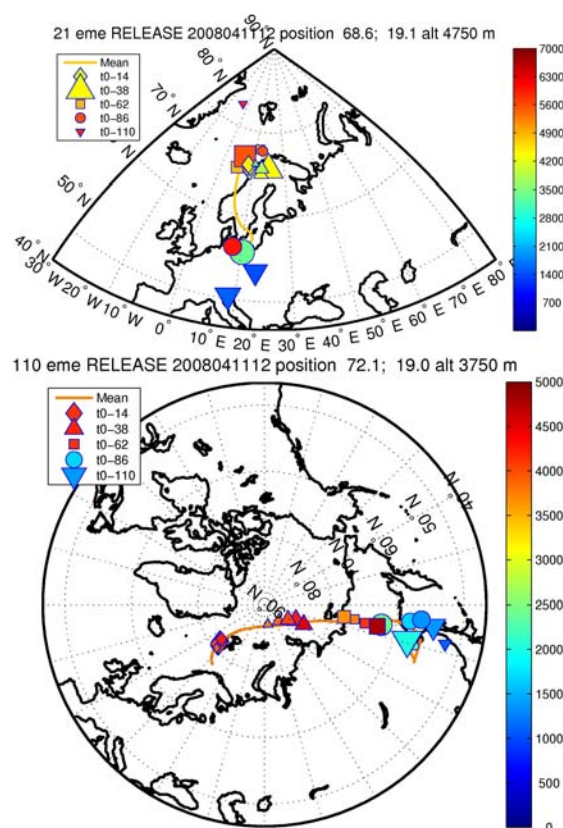 21 eme RELEASE 2008041112 position 68.6; 19.1 alt 4750 m
Mean
t0-14
t0-38
t0-62
t0-86
t0-110
90° N
80° N
70° N
50° N
40° N
30° W
20° W
10° W
0°
10° E
20° E
30° E
40° E
50° E
60° E
70° E
80° E
7000
6300
5600
4900
4200
3500
2800
2100
1400
700
110 eme RELEASE 2008041112 position 72.1; 19.0 alt 3750 m
Mean
t0-14
t0-38
t0-62
t0-86
t0-110
40° N
50° N
60° N
80° N
90° N
5000
4500
4000
3500
3000
2500
2000
1500
1000
500
0